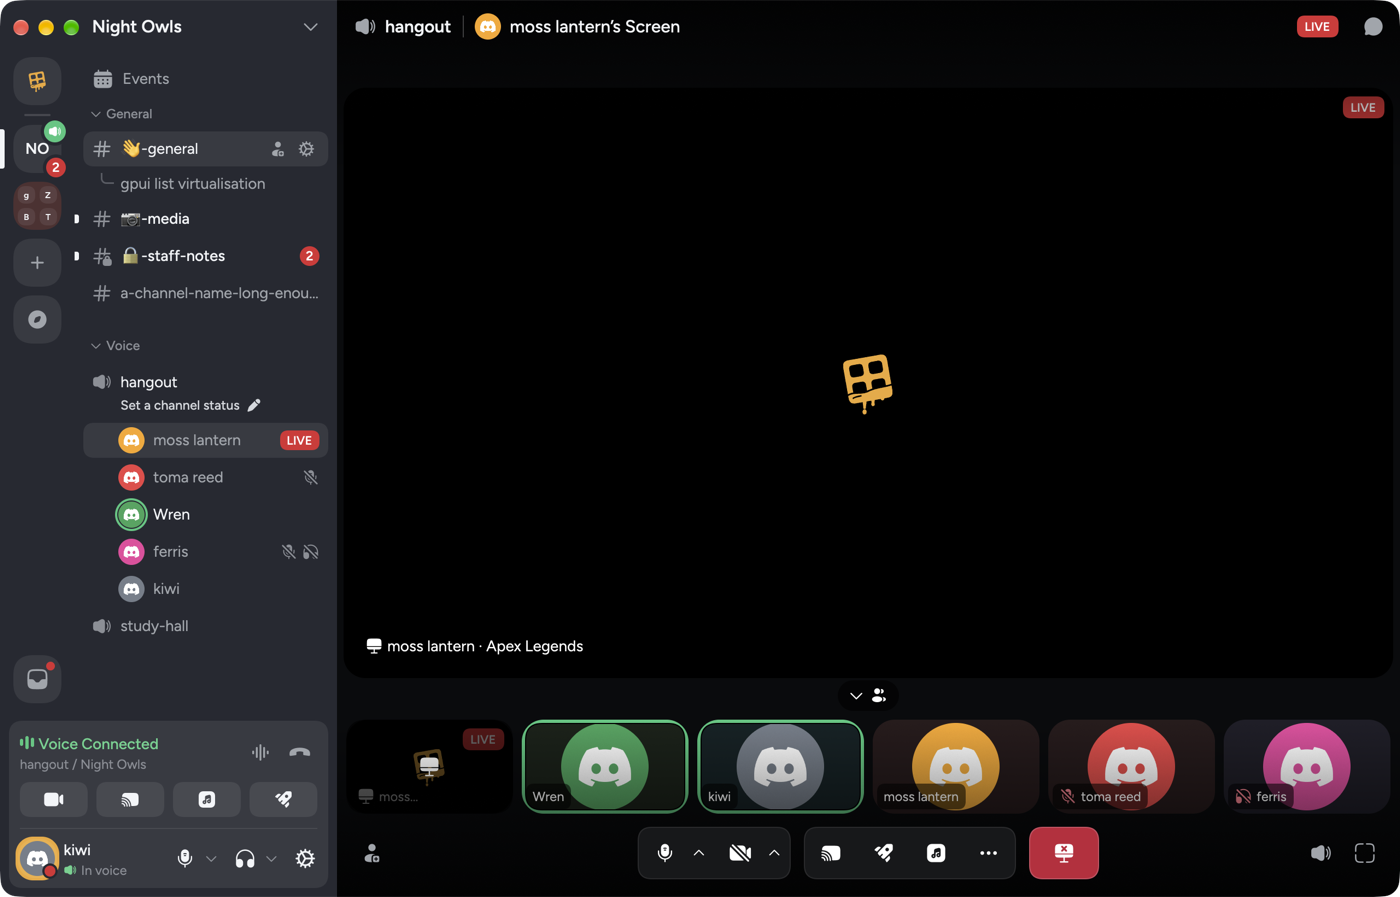 Night Owls
hangout
moss lantern's Screen
LIVE
LIVE
Events
General
NO
2
-general
gpui list virtualisation
g Z
B T
-media
-staff-notes
2
a-channel-name-long-enou...
Voice
hangout
Set a channel status
moss lantern
LIVE
toma reed
Wren
ferris
kiwi
study-hall
moss lantern · Apex Legends
Voice Connected
hangout / Night Owls
kiwi
In voice
LIVE
moss...
Wren
kiwi
moss lantern
toma reed
ferris